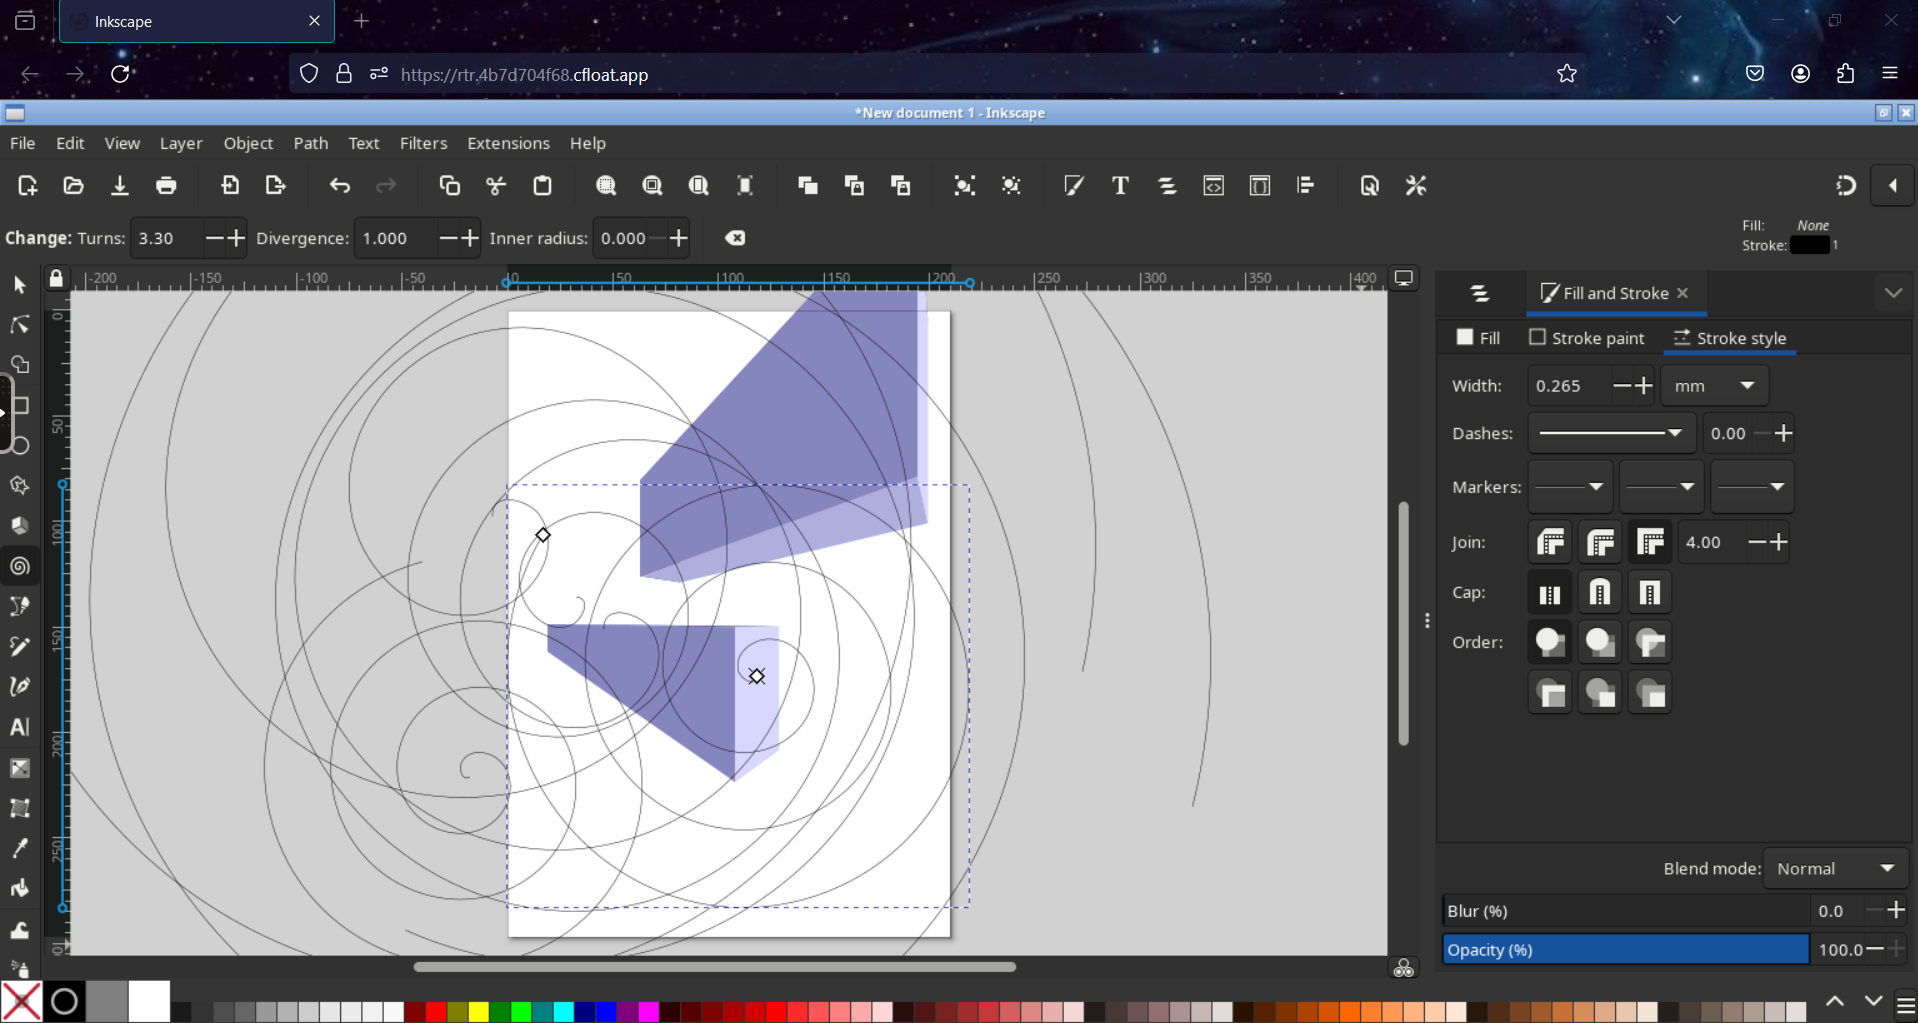 Inkscape
https://rtr.4b7d704f68.cfloat.app
*New document 1 - Inkscape
File Edit View Layer Object Path Text Filters Extensions Help
Change: Turns: 3.30 Divergence: 1.000 Inner radius: 0.000
Fill: None
Stroke: 1
-200 -150 -100 -50 0 50 100 150 200 250 300 350 400
0
50
100
150
200
250
Fill and Stroke
Fill Stroke paint Stroke style
Width: 0.265 mm
Dashes: 0.00
Markers:
Join: 4.00
Cap:
Order:
Blend mode: Normal
Blur (%) 0.0
Opacity (%) 100.0